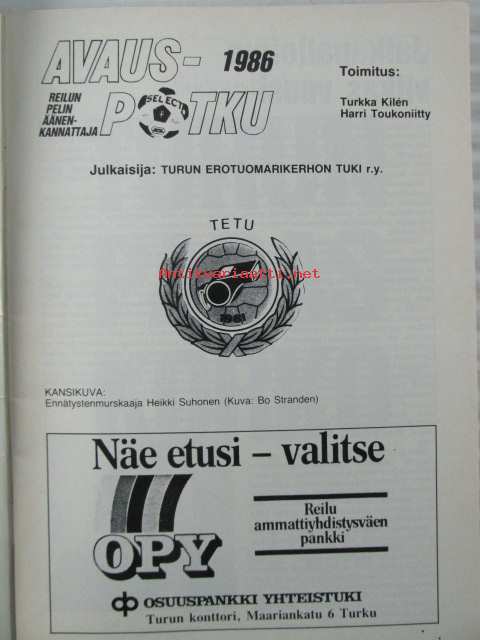 AVAUS-
1986
REILUN
PELIN
ÄÄNEN-
KANNATTAJA
POTKU
SELECT
Toimitus:
Turkka Kilén
Harri Toukoniitty
Julkaisija: TURUN EROTUOMARIKERHON TUKI r.y.
TETU
Antikvariaatti.net
1981
KANSIKUVA:
Ennätystenmurskaaja Heikki Suhonen (Kuva: Bo Stranden)
Näe etusi – valitse
OPY
Reilu
ammattiyhdistysväen
pankki
OSUUSPANKKI YHTEISTUKI
Turun konttori, Maariankatu 6 Turku